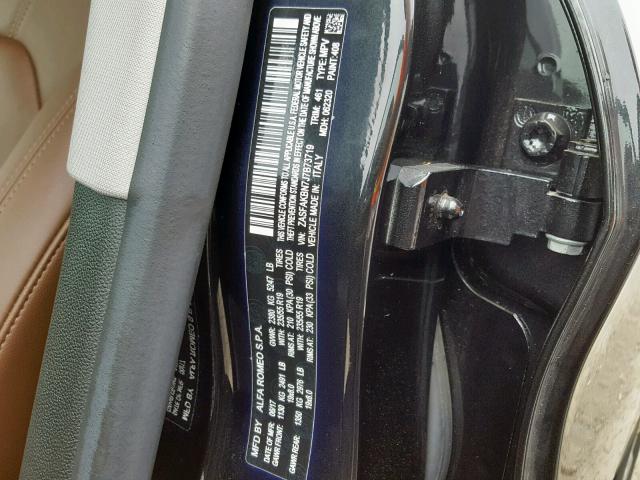 MFD BY ALFA ROMEO S.P.A.
DATE OF MFR: 08/17 GVWR: 2380 KG 5247 LB
GAWR FRONT: 1130 KG 2491 LB WITH: 235/55 R19 TIRES
19x8.0 RIMS AT: 210 KPA(30 PSI) COLD
GAWR REAR: 1350 KG 2976 LB WITH: 235/55 R19 TIRES
19x8.0 RIMS AT: 230 KPA(33 PSI) COLD
THIS VEHICLE CONFORMS TO ALL APPLICABLE U.S.A. FEDERAL MOTOR VEHICLE SAFETY AND
THEFT PREVENTION STANDARDS IN EFFECT ON THE DATE OF MANUFACTURE SHOWN ABOVE
VIN: ZASFAKBN7J7B73719 TRIM: 461 TYPE: MPV
VEHICLE MADE IN: ITALY MDH: 082320 PAINT: 408